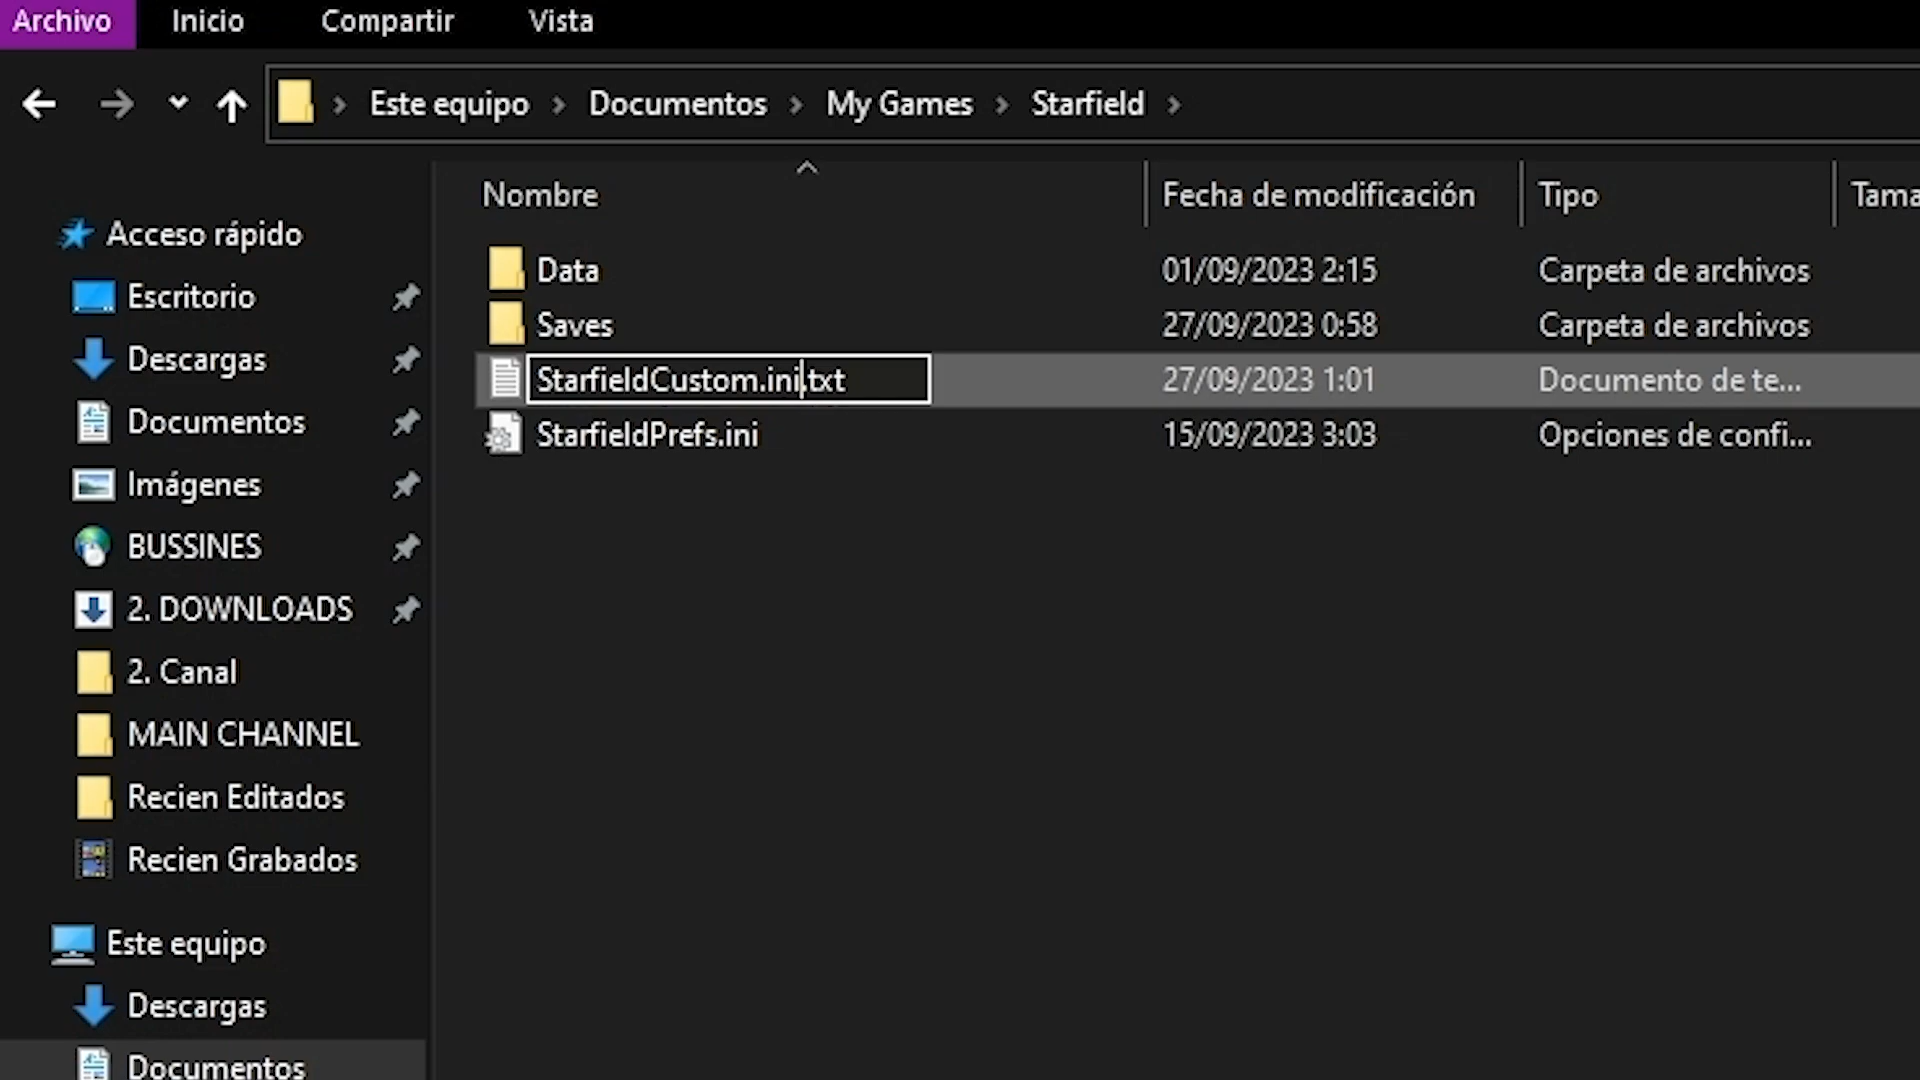 Archivo Inicio Compartir Vista
Este equipo > Documentos > My Games > Starfield >
Nombre Fecha de modificación Tipo Tama
Acceso rápido
Escritorio
Descargas
Documentos
Imágenes
BUSSINES
2. DOWNLOADS
2. Canal
MAIN CHANNEL
Recien Editados
Recien Grabados
Este equipo
Descargas
Documentos
Data 01/09/2023 2:15 Carpeta de archivos
Saves 27/09/2023 0:58 Carpeta de archivos
StarfieldCustom.ini.txt 27/09/2023 1:01 Documento de te...
StarfieldPrefs.ini 15/09/2023 3:03 Opciones de confi...